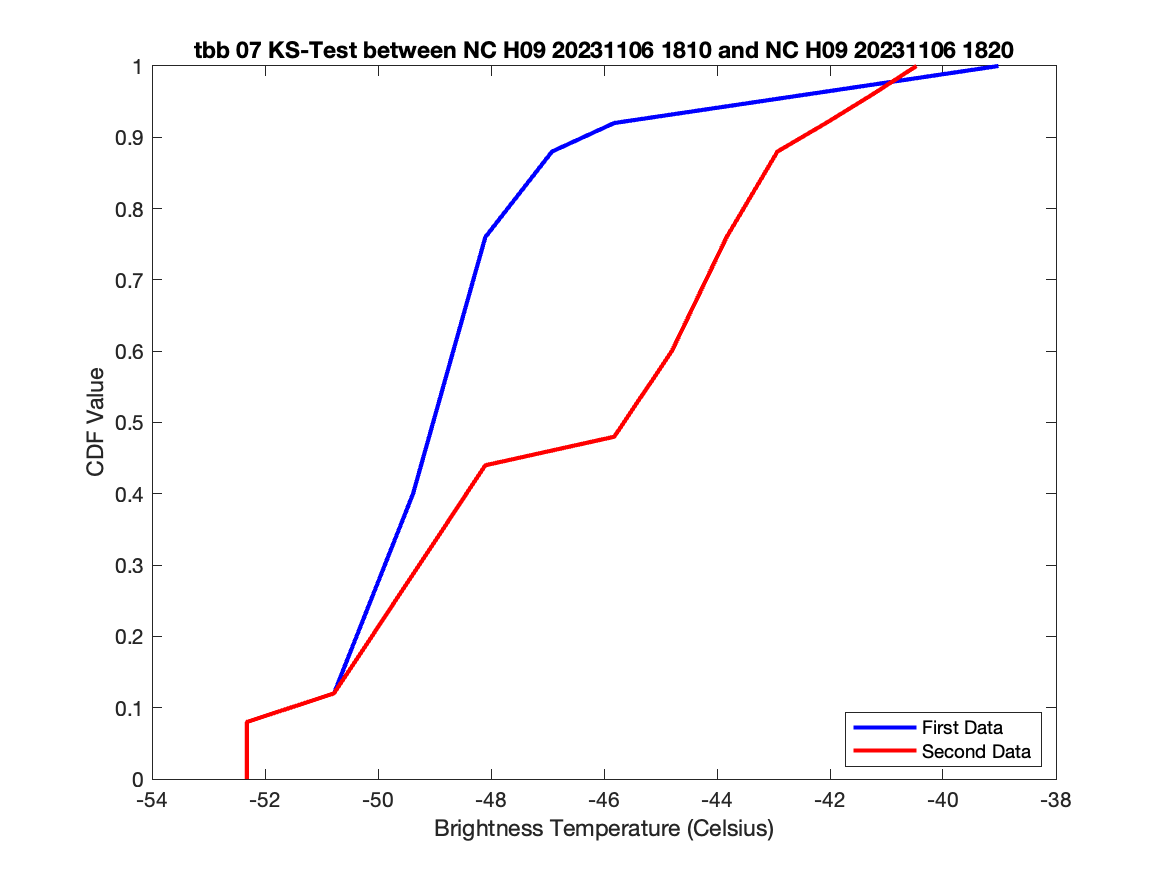 tbb 07 KS-Test between NC H09 20231106 1810 and NC H09 20231106 1820
1
0.9
0.8
0.7
0.6
0.5
0.4
0.3
0.2
0.1
0
CDF Value
First Data
Second Data
-54 -52 -50 -48 -46 -44 -42 -40 -38
Brightness Temperature (Celsius)